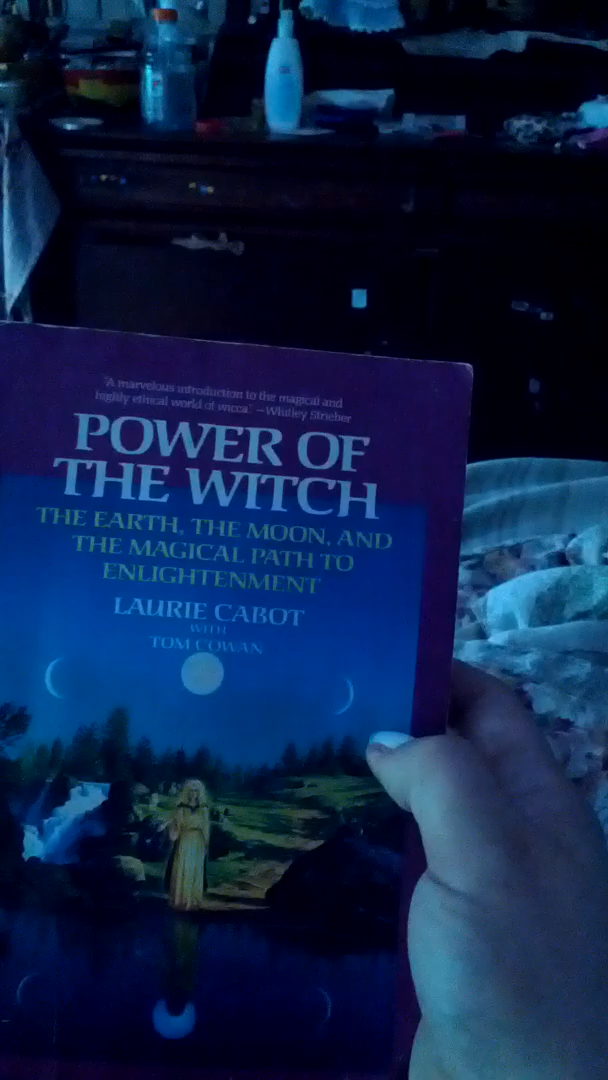 "A marvelous introduction to the magical and
highly ethical world of wicca." —Whitley Strieber
POWER OF
THE WITCH
THE EARTH, THE MOON, AND
THE MAGICAL PATH TO
ENLIGHTENMENT
LAURIE CABOT
WITH
TOM COWAN